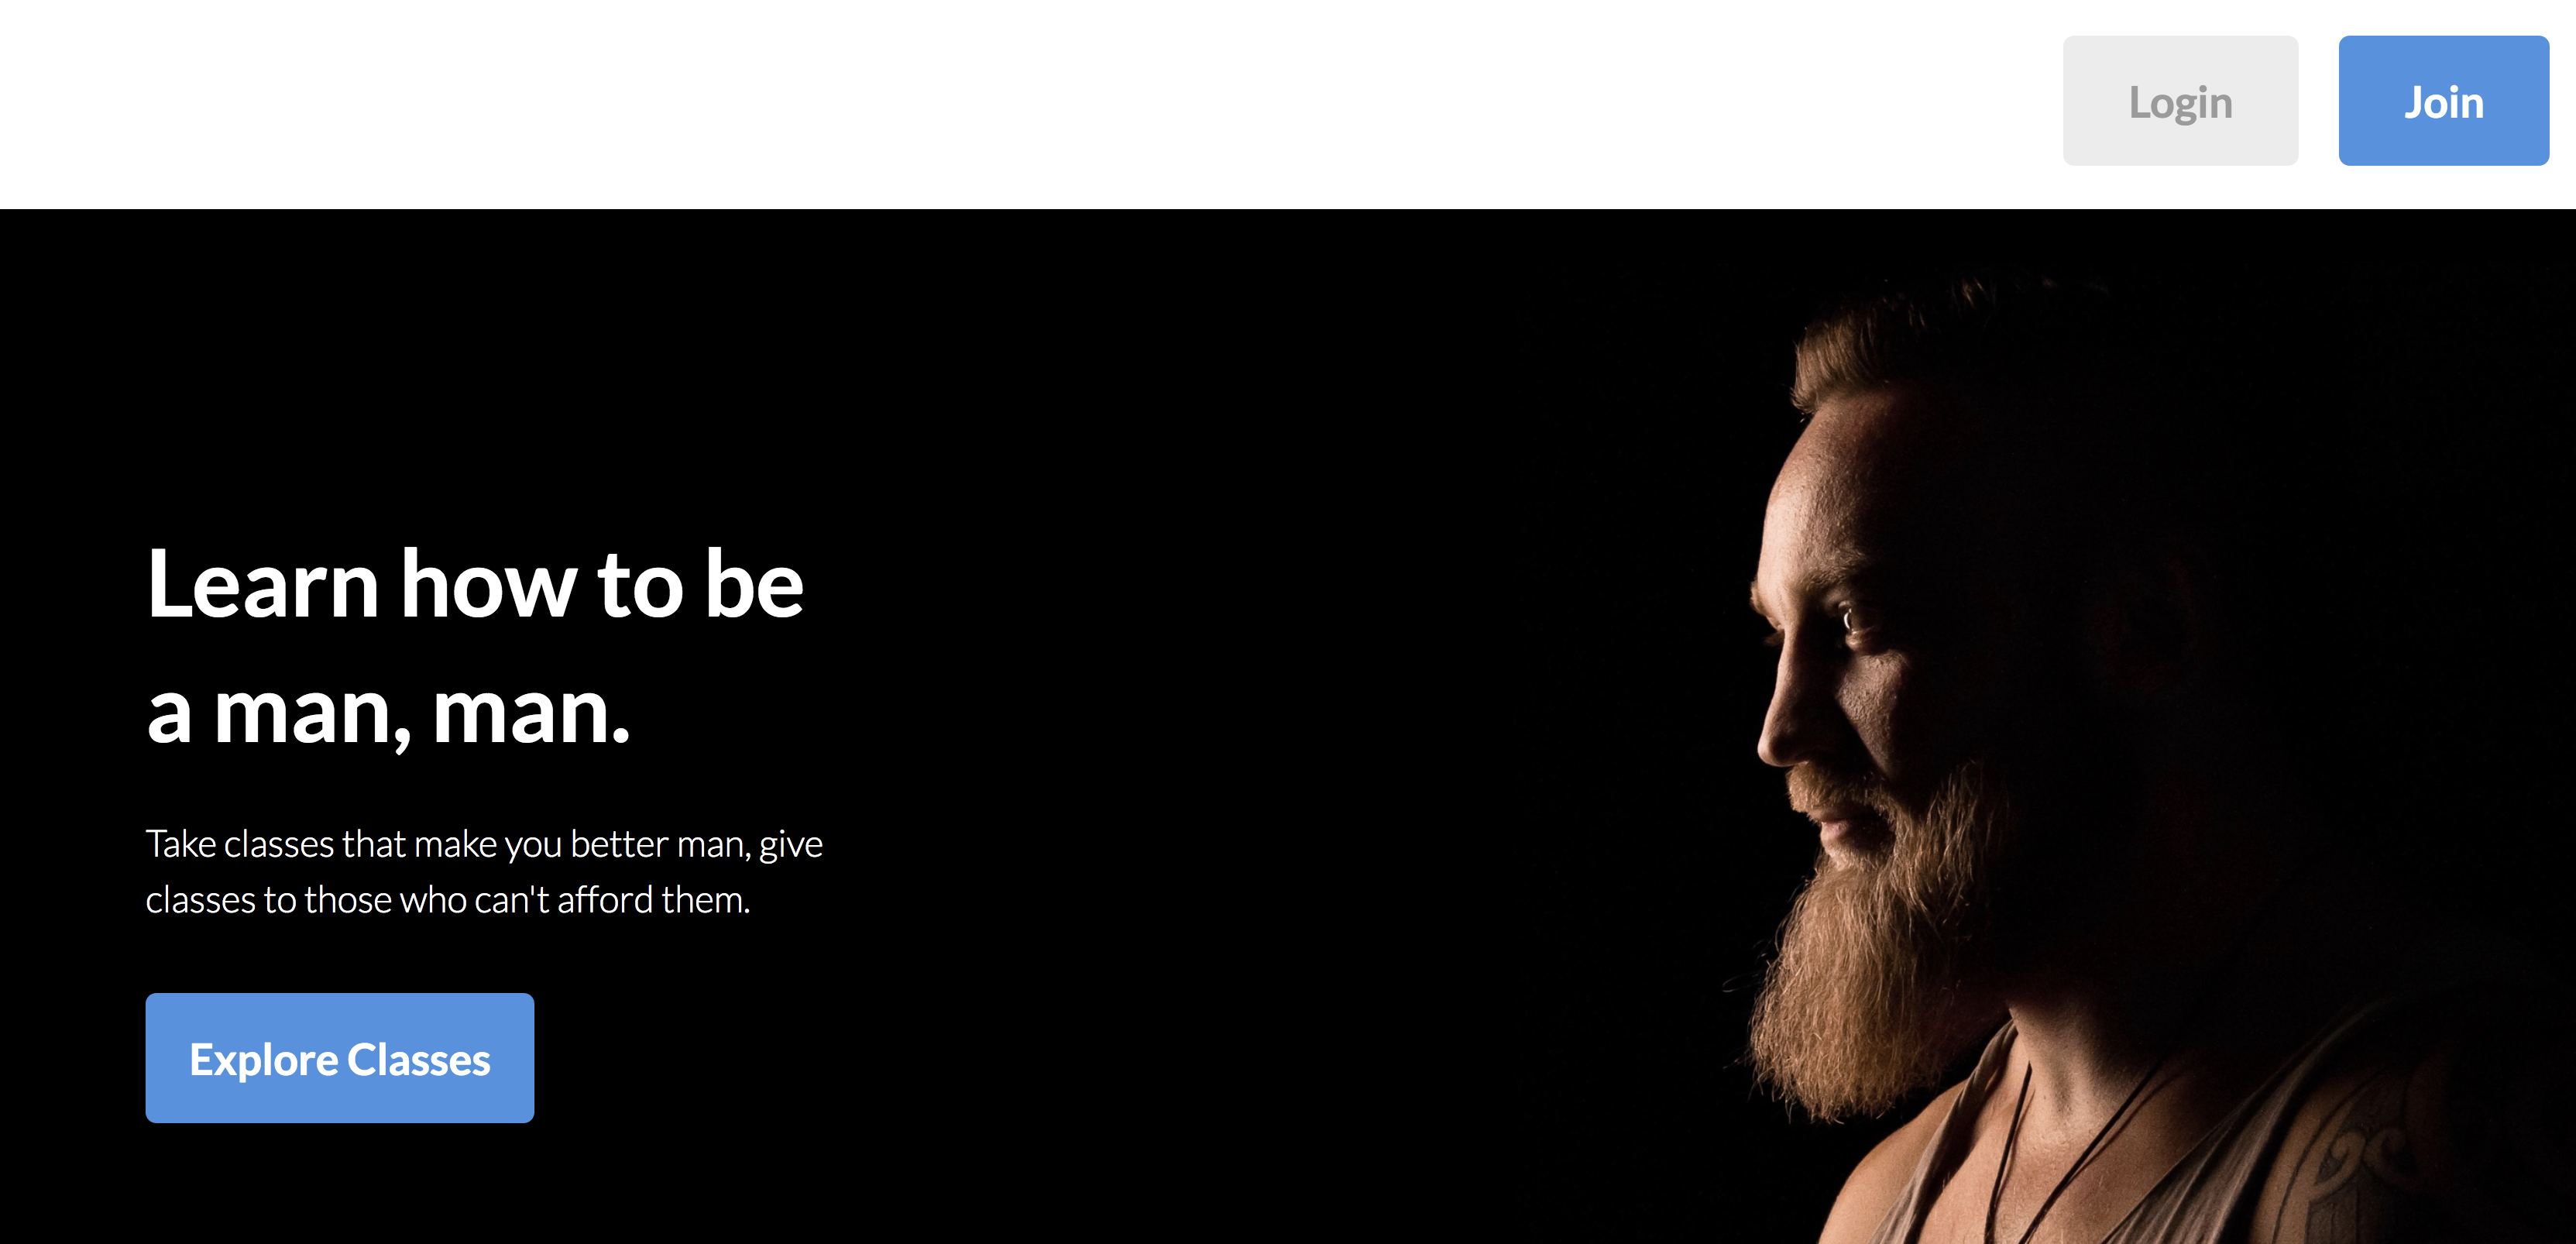 Login
Join
Learn how to be
a man, man.
Take classes that make you better man, give
classes to those who can't afford them.
Explore Classes